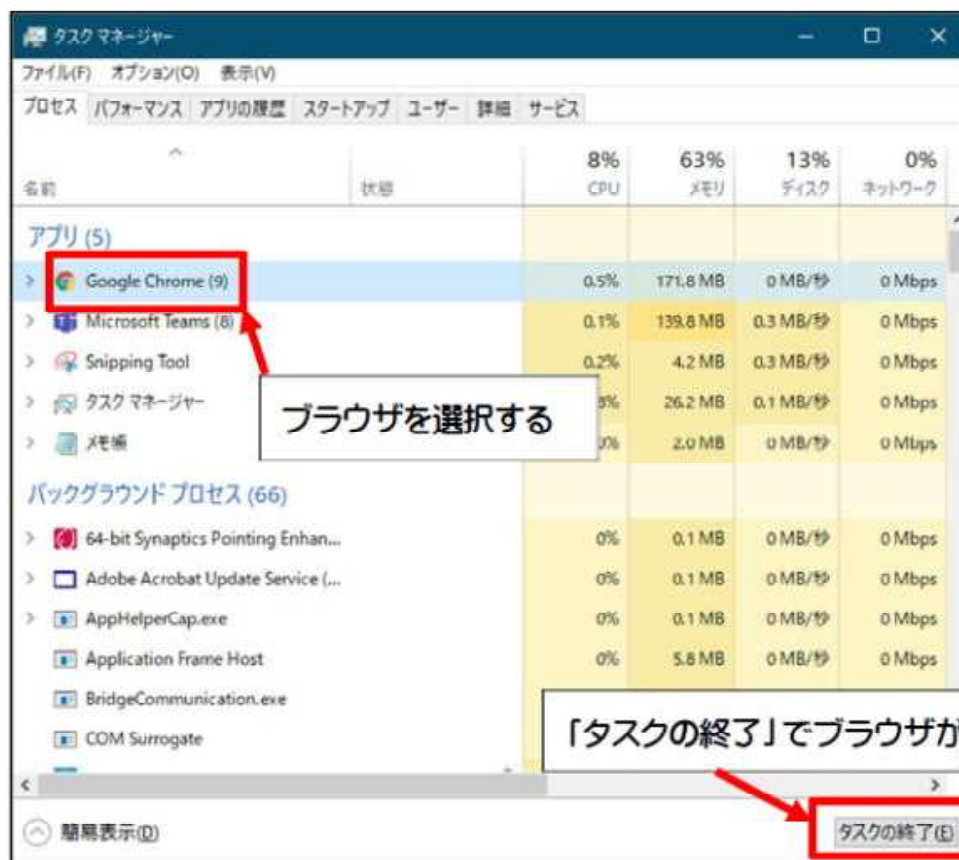 タスク マネージャー
ファイル(F) オプション(O) 表示(V)
プロセス パフォーマンス アプリの履歴 スタートアップ ユーザー 詳細 サービス
8% 63% 13% 0%
名前 状態 CPU メモリ ディスク ネットワーク
アプリ (5)
Google Chrome (9) 0.5% 171.8 MB 0 MB/秒 0 Mbps
Microsoft Teams (8) 0.1% 139.8 MB 0.3 MB/秒 0 Mbps
Snipping Tool 0.2% 4.2 MB 0.3 MB/秒 0 Mbps
タスク マネージャー 26.2 MB 0.1 MB/秒 0 Mbps
ブラウザを選択する
メモ帳 2.0 MB 0 MB/秒 0 Mbps
バックグラウンド プロセス (66)
64-bit Synaptics Pointing Enhan... 0% 0.1 MB 0 MB/秒 0 Mbps
Adobe Acrobat Update Service (... 0% 0.1 MB 0 MB/秒 0 Mbps
AppHelperCap.exe 0% 0.1 MB 0 MB/秒 0 Mbps
Application Frame Host 0% 5.8 MB 0 MB/秒 0 Mbps
BridgeCommunication.exe
COM Surrogate
「タスクの終了」でブラウザが
簡易表示(D) タスクの終了(E)